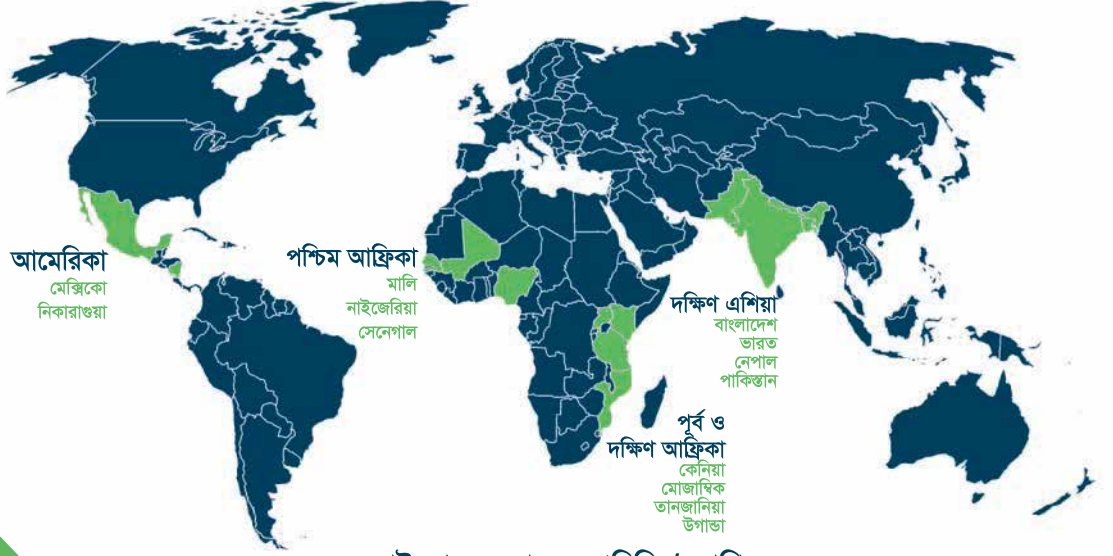 আমেরিকা
মেক্সিকো
নিকারাগুয়া
পশ্চিম আফ্রিকা
মালি
নাইজেরিয়া
সেনেগাল
দক্ষিণ এশিয়া
বাংলাদেশ
ভারত
নেপাল
পাকিস্তান
পূর্ব ও
দক্ষিণ আফ্রিকা
কেনিয়া
মোজাম্বিক
তানজানিয়া
উগান্ডা